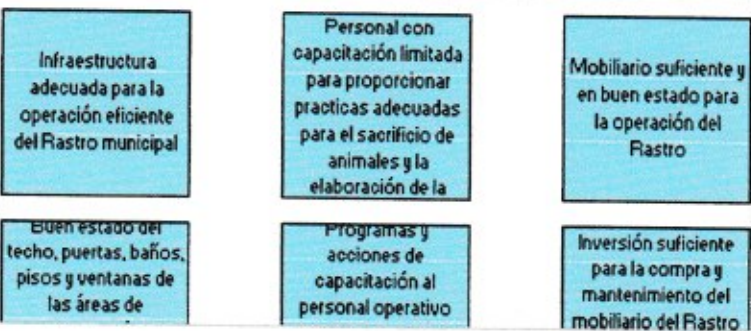 Infraestructura
adecuada para la
operación eficiente
del Rastro municipal
Personal con
capacitación limitada
para proporcionar
practicas adecuadas
para el sacrificio de
animales y la
elaboración de la
Mobiliario suficiente y
en buen estado para
la operación del
Rastro
Buen estado del
techo, puertas, baños,
pisos y ventanas de
las áreas de
Programas y
acciones de
capacitación al
personal operativo
Inversión suficiente
para la compra y
mantenimiento del
mobiliario del Rastro